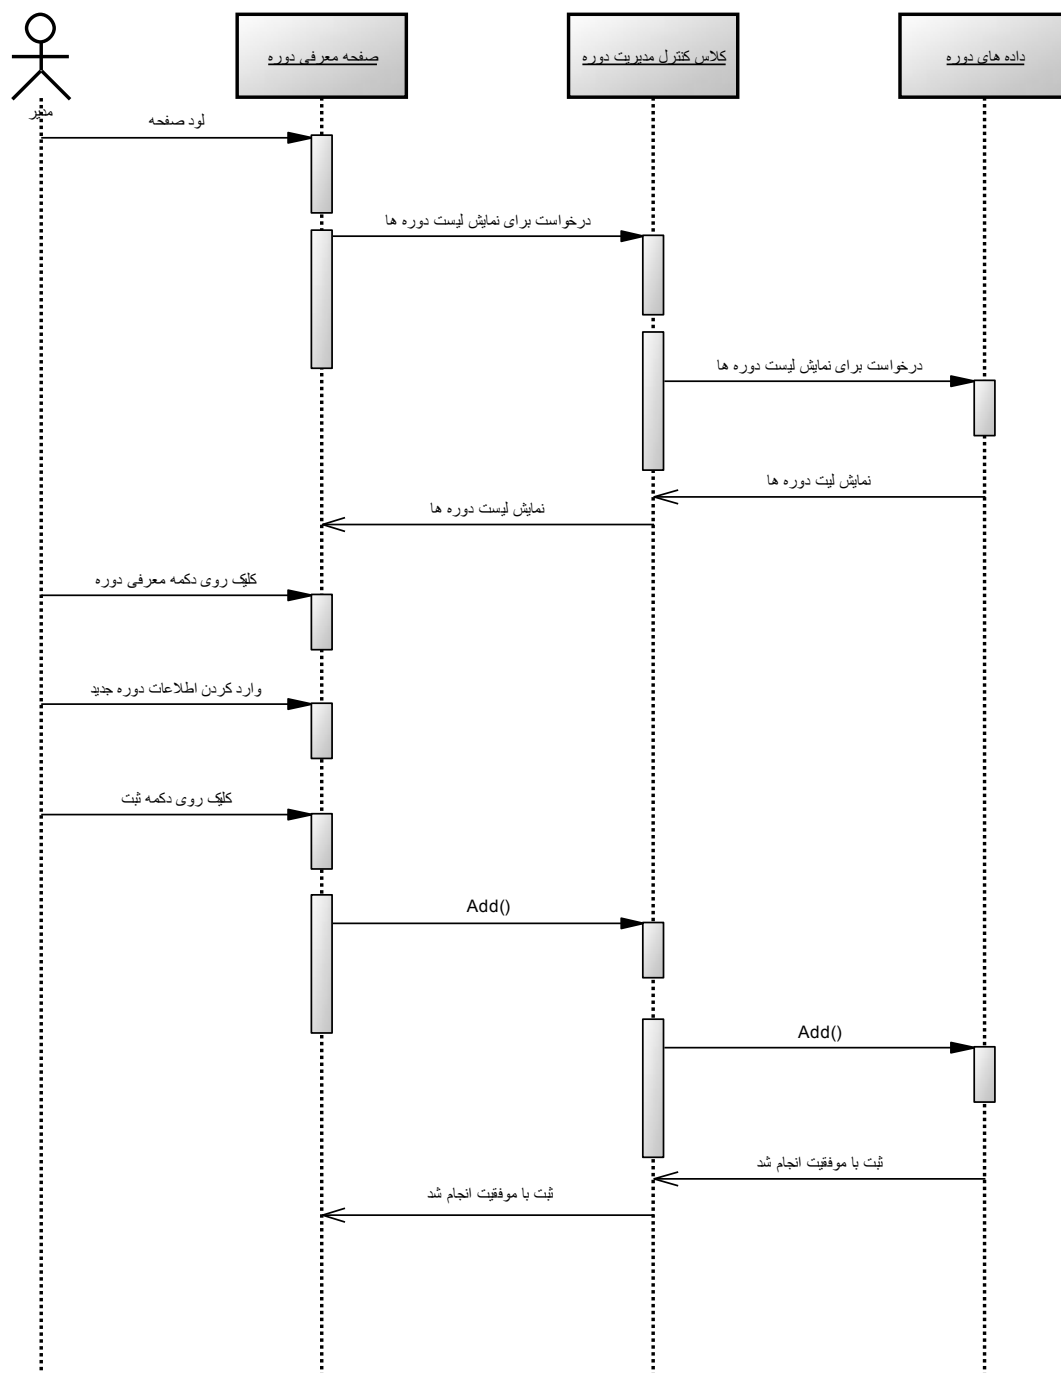 صفحه معرفی دوره
کلاس کنترل مدیریت دوره
داده های دوره
مدیر
لود صفحه
درخواست برای نمایش لیست دوره ها
درخواست برای نمایش لیست دوره ها
نمایش لیت دوره ها
نمایش لیست دوره ها
کلیک روی دکمه معرفی دوره
وارد کردن اطلاعات دوره جدید
کلیک روی دکمه ثبت
Add()
Add()
ثبت با موفقیت انجام شد
ثبت با موفقیت انجام شد